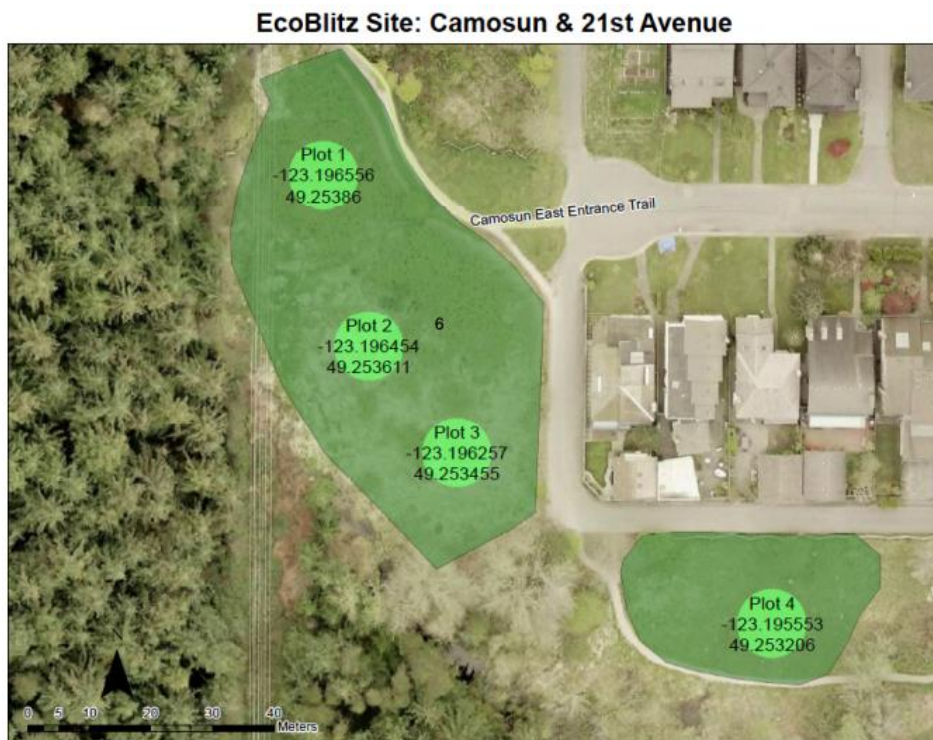 EcoBlitz Site: Camosun & 21st Avenue
Plot 1
-123.196556
49.25386
Camosun East Entrance Trail
Plot 2
-123.196454
49.253611
6
Plot 3
-123.196257
49.253455
Plot 4
-123.195553
49.253206
0 5 10 20 30 40
Meters